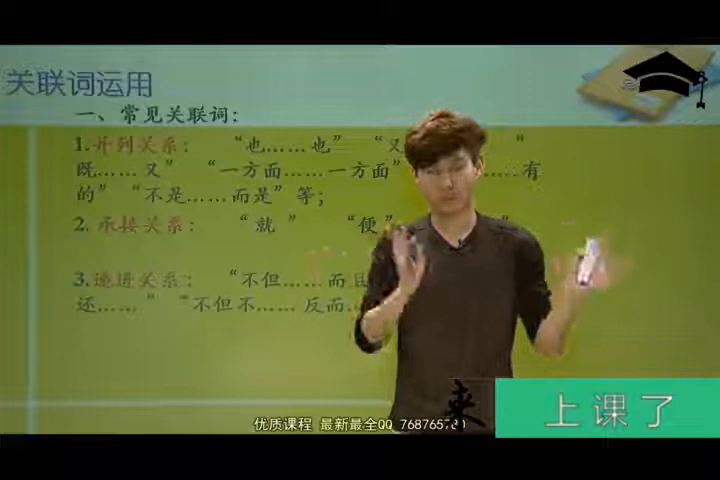 关联词运用
一、常见关联词：
1.并列关系： “也……也” “又 “
既……又” “一方面……一方面” ……有
的” “不是……而是” 等；
2. 承接关系： “就 ” “便” ”
3.递进关系： “不但……而且
还……” “不但不…… 反而…
优质课程 最新最全QQ 76876578
来 上课了